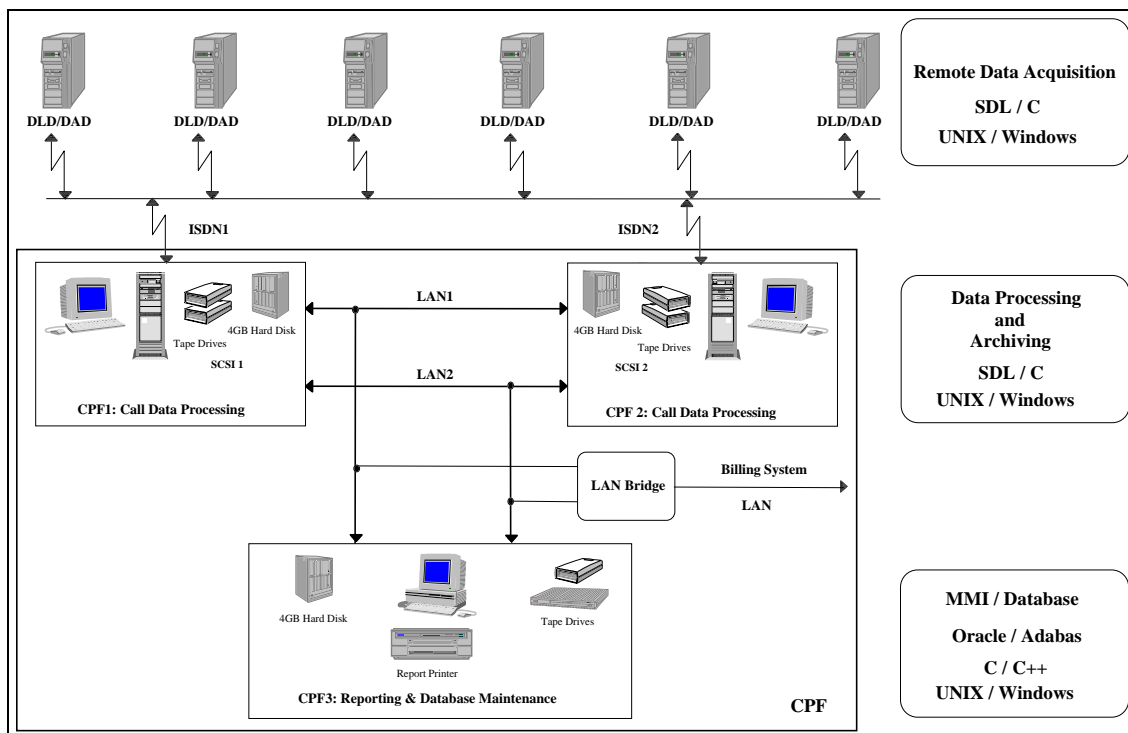 DLD/DAD
DLD/DAD
DLD/DAD
DLD/DAD
DLD/DAD
DLD/DAD
Remote Data Acquisition
SDL / C
UNIX / Windows
ISDN1
ISDN2
4GB Hard Disk
Tape Drives
SCSI 1
CPF1: Call Data Processing
LAN1
LAN2
4GB Hard Disk
Tape Drives
SCSI 2
CPF 2: Call Data Processing
Data Processing
and
Archiving
SDL / C
UNIX / Windows
LAN Bridge
Billing System
LAN
4GB Hard Disk
Tape Drives
Report Printer
CPF3: Reporting & Database Maintenance
CPF
MMI / Database
Oracle / Adabas
C / C++
UNIX / Windows